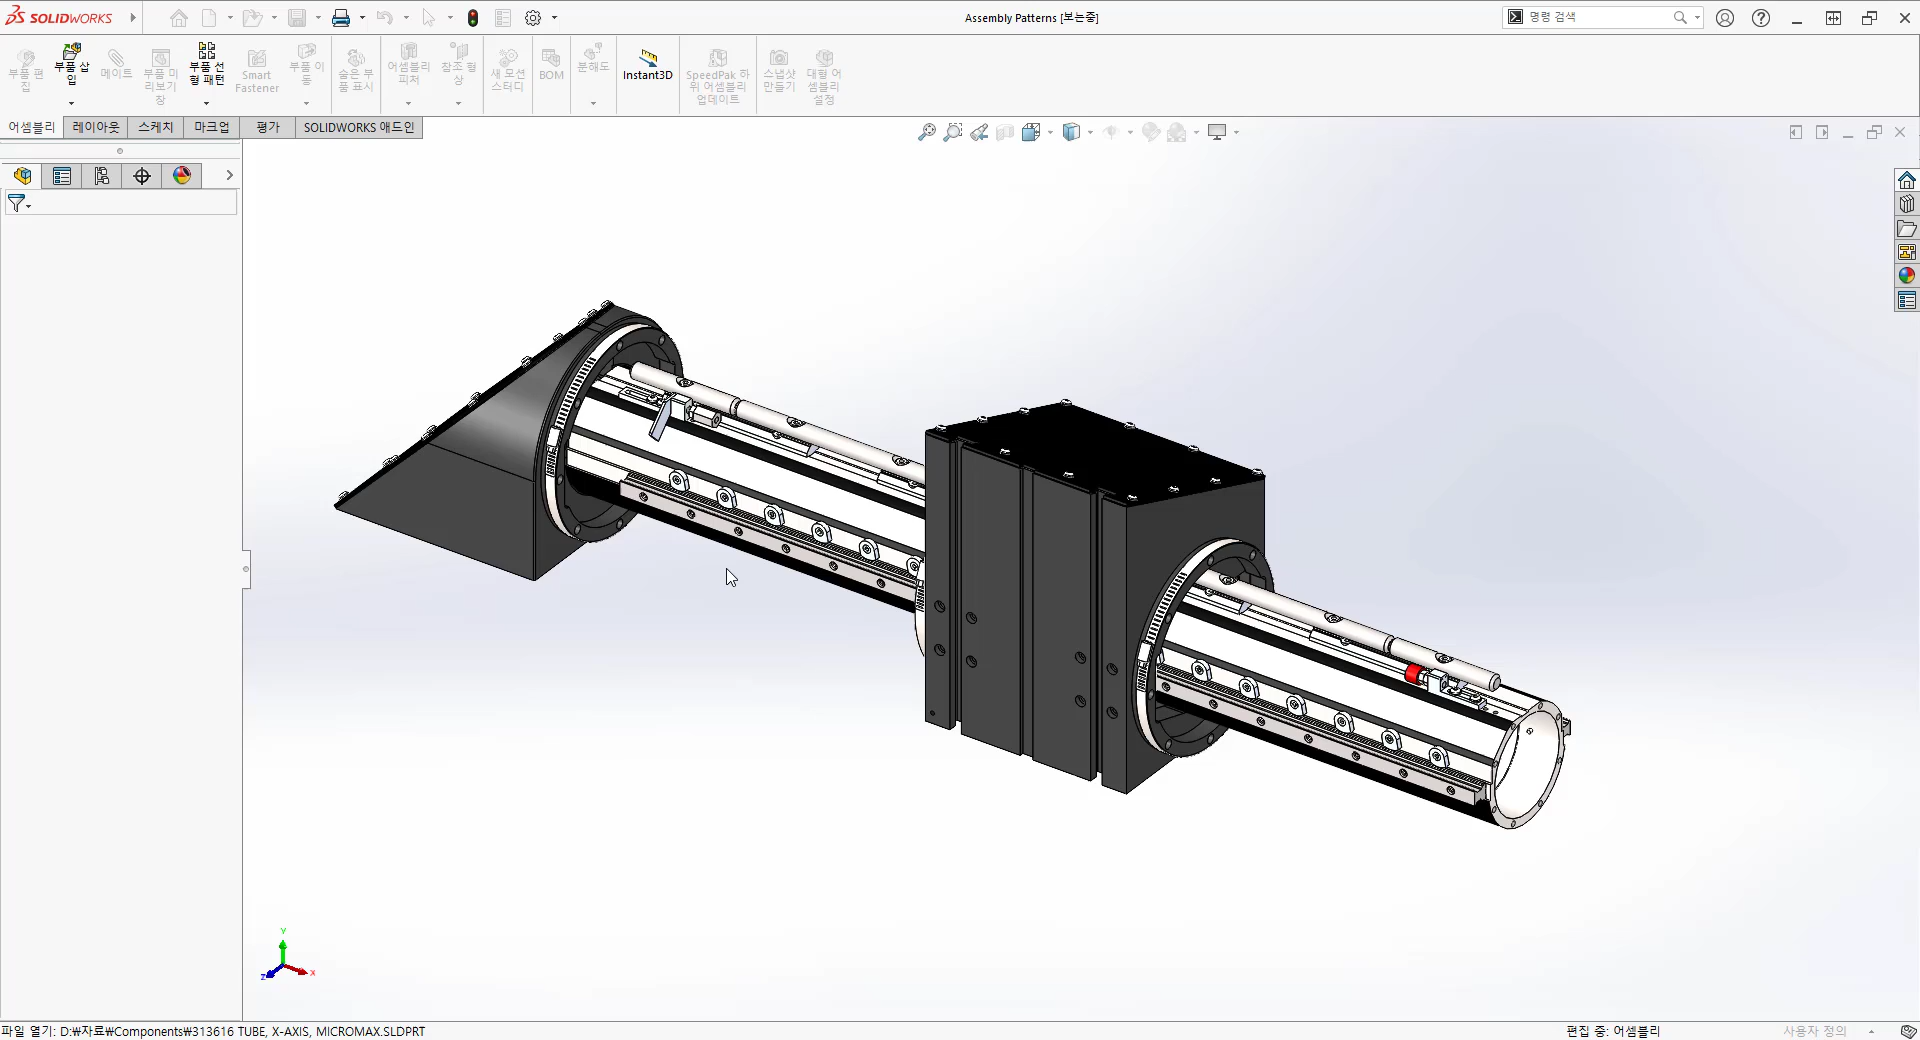 SOLIDWORKS
Assembly Patterns [보는중]
명령 검색
부품 편집
부품 삽입
메이트
부품 미리보기 창
부품 선형 패턴
Smart Fastener
부품 이동
숨은 부품 표시
어셈블리 피처
참조 형상
새 모션 스터디
BOM
분해도
Instant3D
SpeedPak 하위 어셈블리 업데이트
스냅샷 만들기
대형 어셈블리 설정
어셈블리
레이아웃
스케치
마크업
평가
SOLIDWORKS 애드인
Y
Z
X
파일 열기: D:₩자료₩Components₩313616 TUBE, X-AXIS, MICROMAX.SLDPRT
편집 중: 어셈블리
사용자 정의